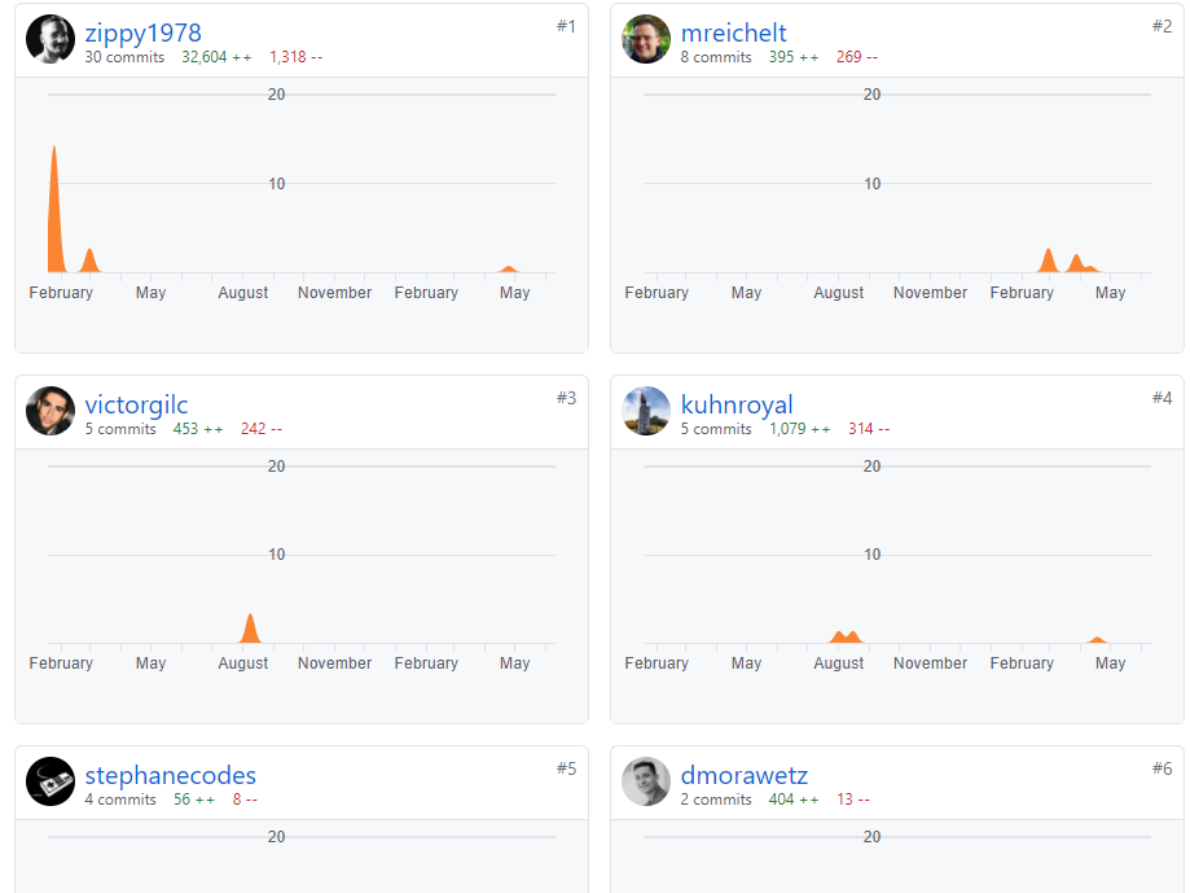 zippy1978 #1
30 commits 32,604 ++ 1,318 --
20
10
February May August November February May
mreichelt #2
8 commits 395 ++ 269 --
20
10
February May August November February May
victorgilc #3
5 commits 453 ++ 242 --
20
10
February May August November February May
kuhnroyal #4
5 commits 1,079 ++ 314 --
20
10
February May August November February May
stephanecodes #5
4 commits 56 ++ 8 --
20
dmorawetz #6
2 commits 404 ++ 13 --
20